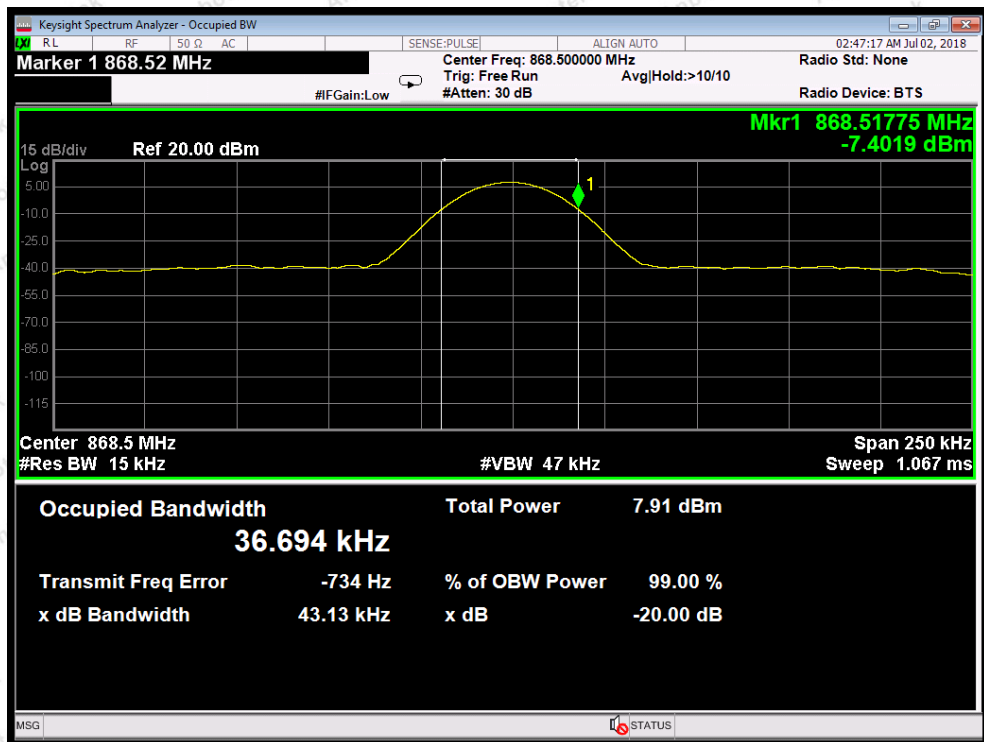 Keysight Spectrum Analyzer - Occupied BW
LXI RL RF 50 Ω AC SENSE:PULSE ALIGN AUTO 02:47:17 AM Jul 02, 2018
Marker 1 868.52 MHz
Center Freq: 868.500000 MHz
Radio Std: None
Trig: Free Run
Avg|Hold:>10/10
#IFGain:Low
#Atten: 30 dB
Radio Device: BTS
Mkr1 868.51775 MHz
-7.4019 dBm
15 dB/div
Ref 20.00 dBm
Log
5.00
1
-10.0
-25.0
-40.0
-55.0
-70.0
-85.0
-100
-115
Center 868.5 MHz
Span 250 kHz
#Res BW 15 kHz
#VBW 47 kHz
Sweep 1.067 ms
Occupied Bandwidth
Total Power 7.91 dBm
36.694 kHz
Transmit Freq Error -734 Hz
% of OBW Power 99.00 %
x dB Bandwidth 43.13 kHz
x dB -20.00 dB
MSG
STATUS